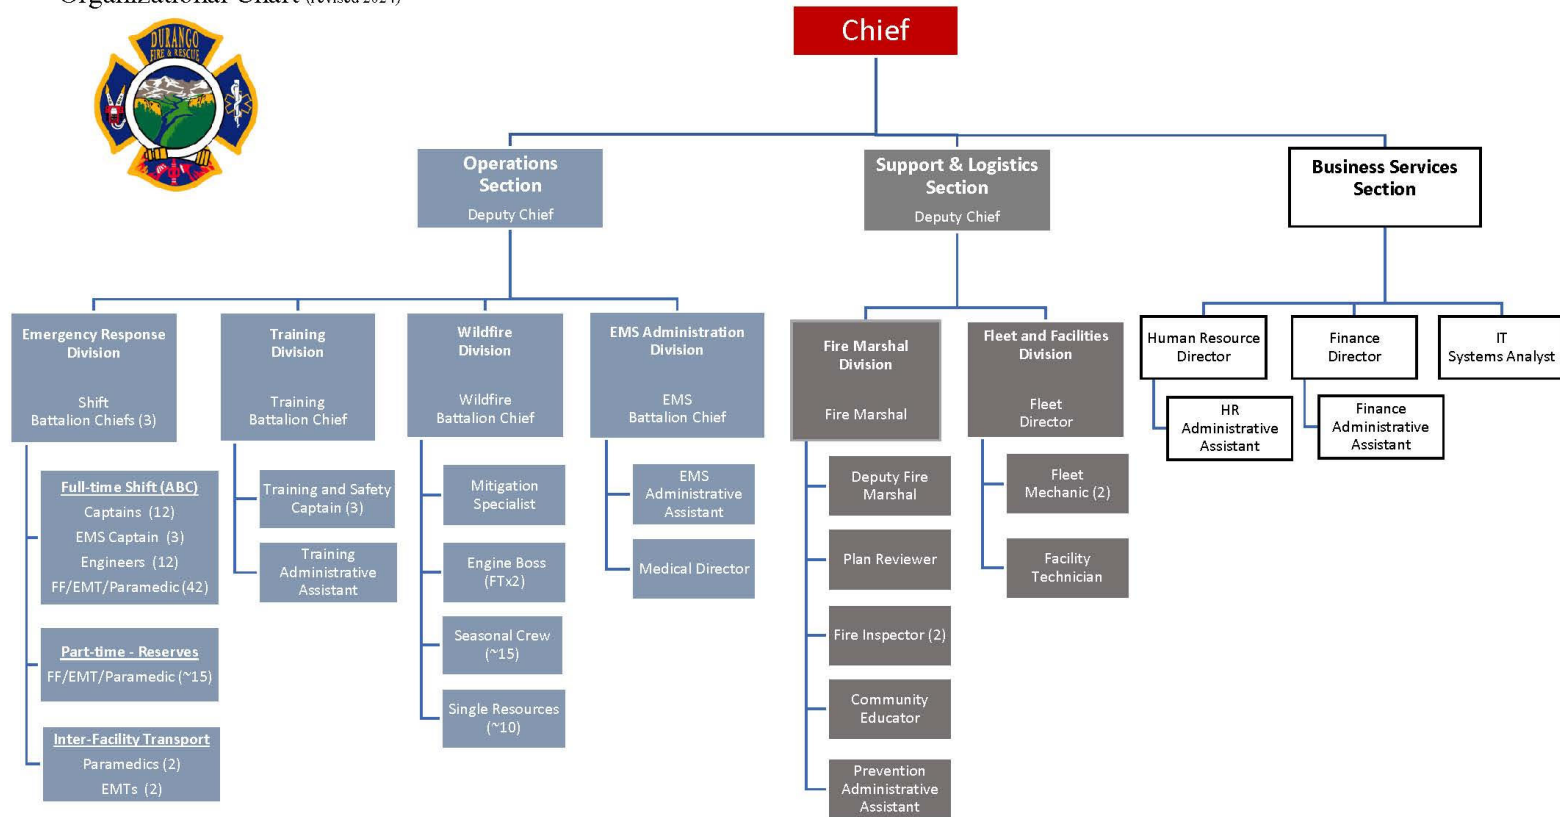 Organizational Chart (revised 2024)
DURANGO
FIRE & RESCUE
Chief
Operations
Section
Deputy Chief
Support & Logistics
Section
Deputy Chief
Business Services
Section
Emergency Response
Division
Shift
Battalion Chiefs (3)
Full-time Shift (ABC)
Captains (12)
EMS Captain (3)
Engineers (12)
FF/EMT/Paramedic (42)
Part-time - Reserves
FF/EMT/Paramedic (~15)
Inter-Facility Transport
Paramedics (2)
EMTs (2)
Training
Division
Training
Battalion Chief
Training and Safety
Captain (3)
Training
Administrative
Assistant
Wildfire
Division
Wildfire
Battalion Chief
Mitigation
Specialist
Engine Boss
(FTx2)
Seasonal Crew
(~15)
Single Resources
(~10)
EMS Administration
Division
EMS
Battalion Chief
EMS
Administrative
Assistant
Medical Director
Fire Marshal
Division
Fire Marshal
Deputy Fire
Marshal
Plan Reviewer
Fire Inspector (2)
Community
Educator
Prevention
Administrative
Assistant
Fleet and Facilities
Division
Fleet
Director
Fleet
Mechanic (2)
Facility
Technician
Human Resource
Director
HR
Administrative
Assistant
Finance
Director
Finance
Administrative
Assistant
IT
Systems Analyst